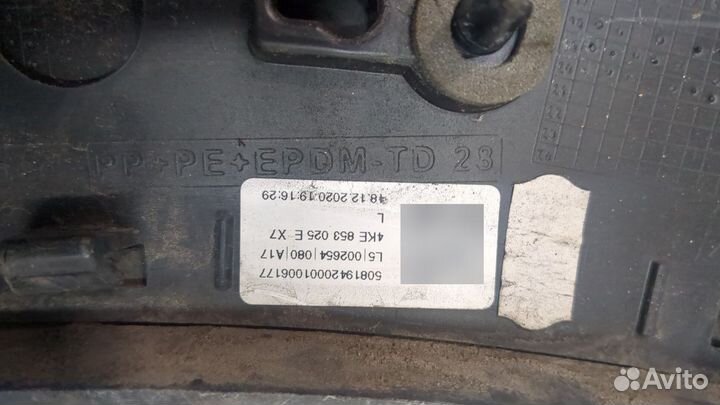 PP+PE+EPDM-TD 23
50819420001006177
L5|002654|080|A17
4KE 853 025 E X7
L
18.12.2020:19:16:29
Avito